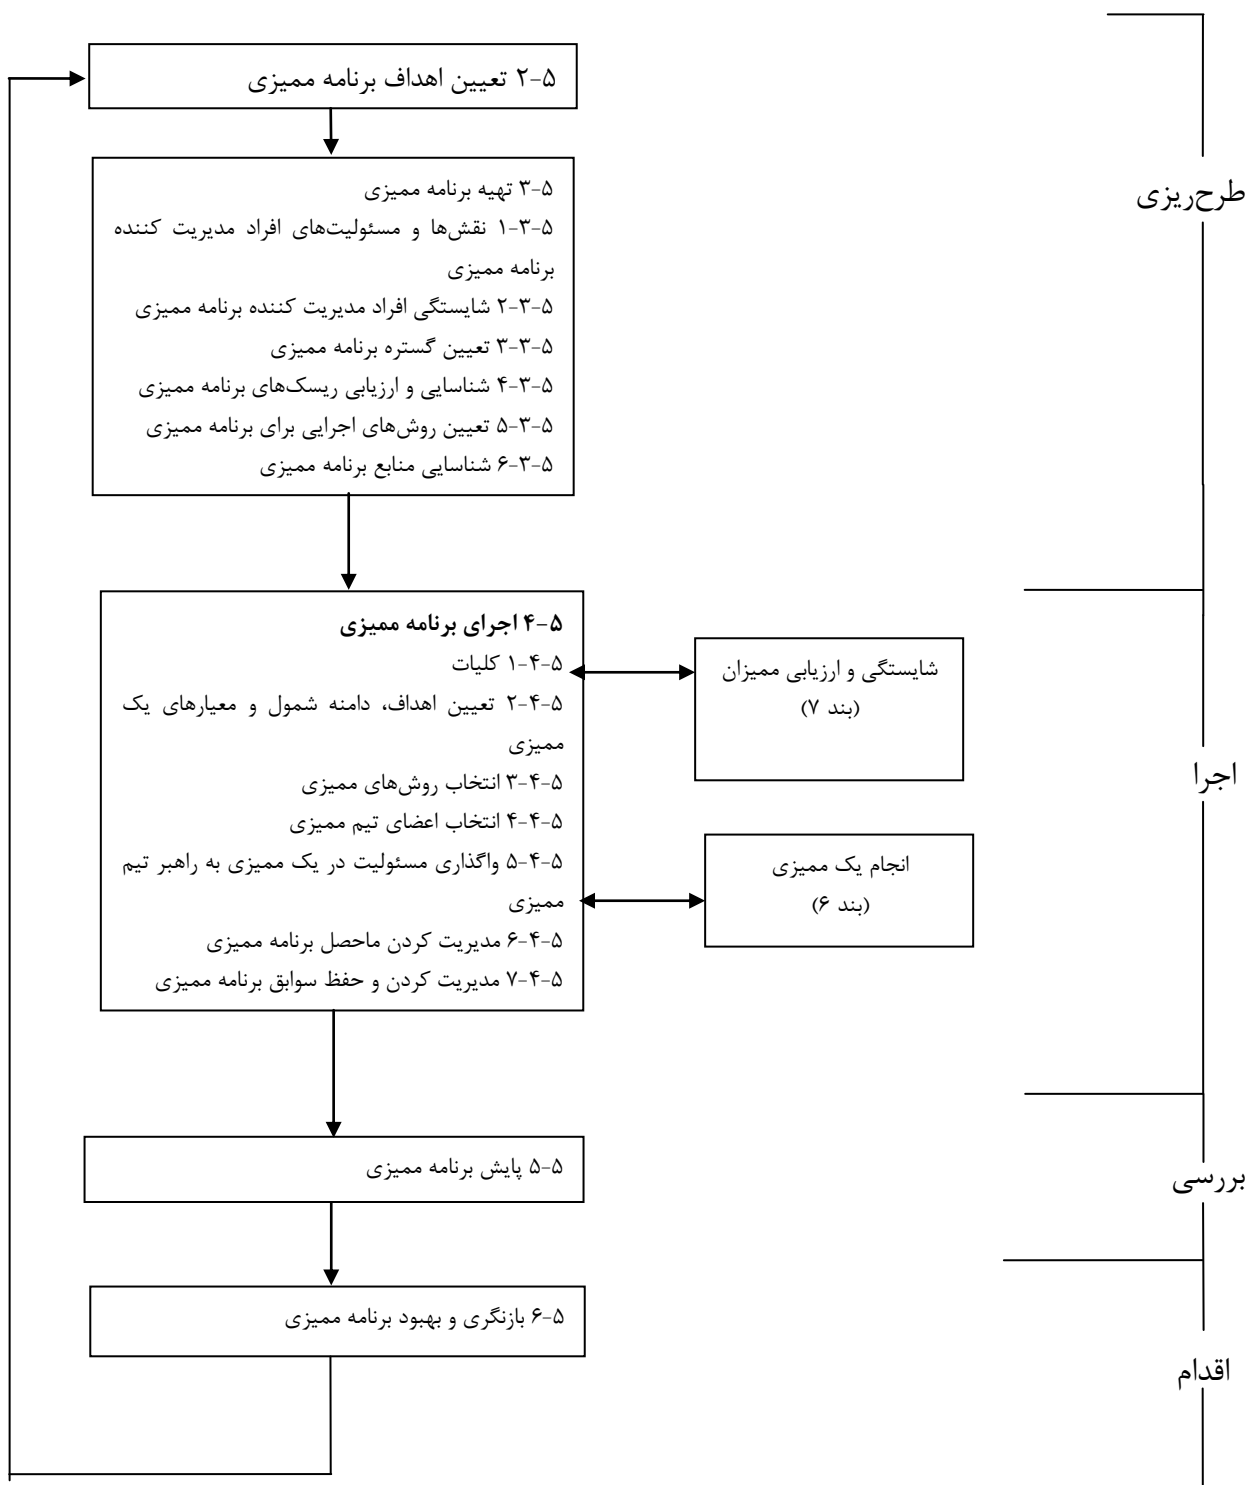 ۵-۲ تعیین اهداف برنامه ممیزی
طرح‌ریزی
۵-۳ تهیه برنامه ممیزی
۵-۳-۱ نقش‌ها و مسئولیت‌های افراد مدیریت کننده
برنامه ممیزی
۵-۳-۲ شایستگی افراد مدیریت کننده برنامه ممیزی
۵-۳-۳ تعیین گستره برنامه ممیزی
۵-۳-۴ شناسایی و ارزیابی ریسک‌های برنامه ممیزی
۵-۳-۵ تعیین روش‌های اجرایی برای برنامه ممیزی
۵-۳-۶ شناسایی منابع برنامه ممیزی
اجرا
۵-۴ اجرای برنامه ممیزی
۵-۴-۱ کلیات
۵-۴-۲ تعیین اهداف، دامنه شمول و معیارهای یک
ممیزی
۵-۴-۳ انتخاب روش‌های ممیزی
۵-۴-۴ انتخاب اعضای تیم ممیزی
۵-۴-۵ واگذاری مسئولیت در یک ممیزی به راهبر تیم
ممیزی
۵-۴-۶ مدیریت کردن ماحصل برنامه ممیزی
۵-۴-۷ مدیریت کردن و حفظ سوابق برنامه ممیزی
شایستگی و ارزیابی ممیزان
(بند ۷)
انجام یک ممیزی
(بند ۶)
بررسی
۵-۵ پایش برنامه ممیزی
اقدام
۵-۶ بازنگری و بهبود برنامه ممیزی